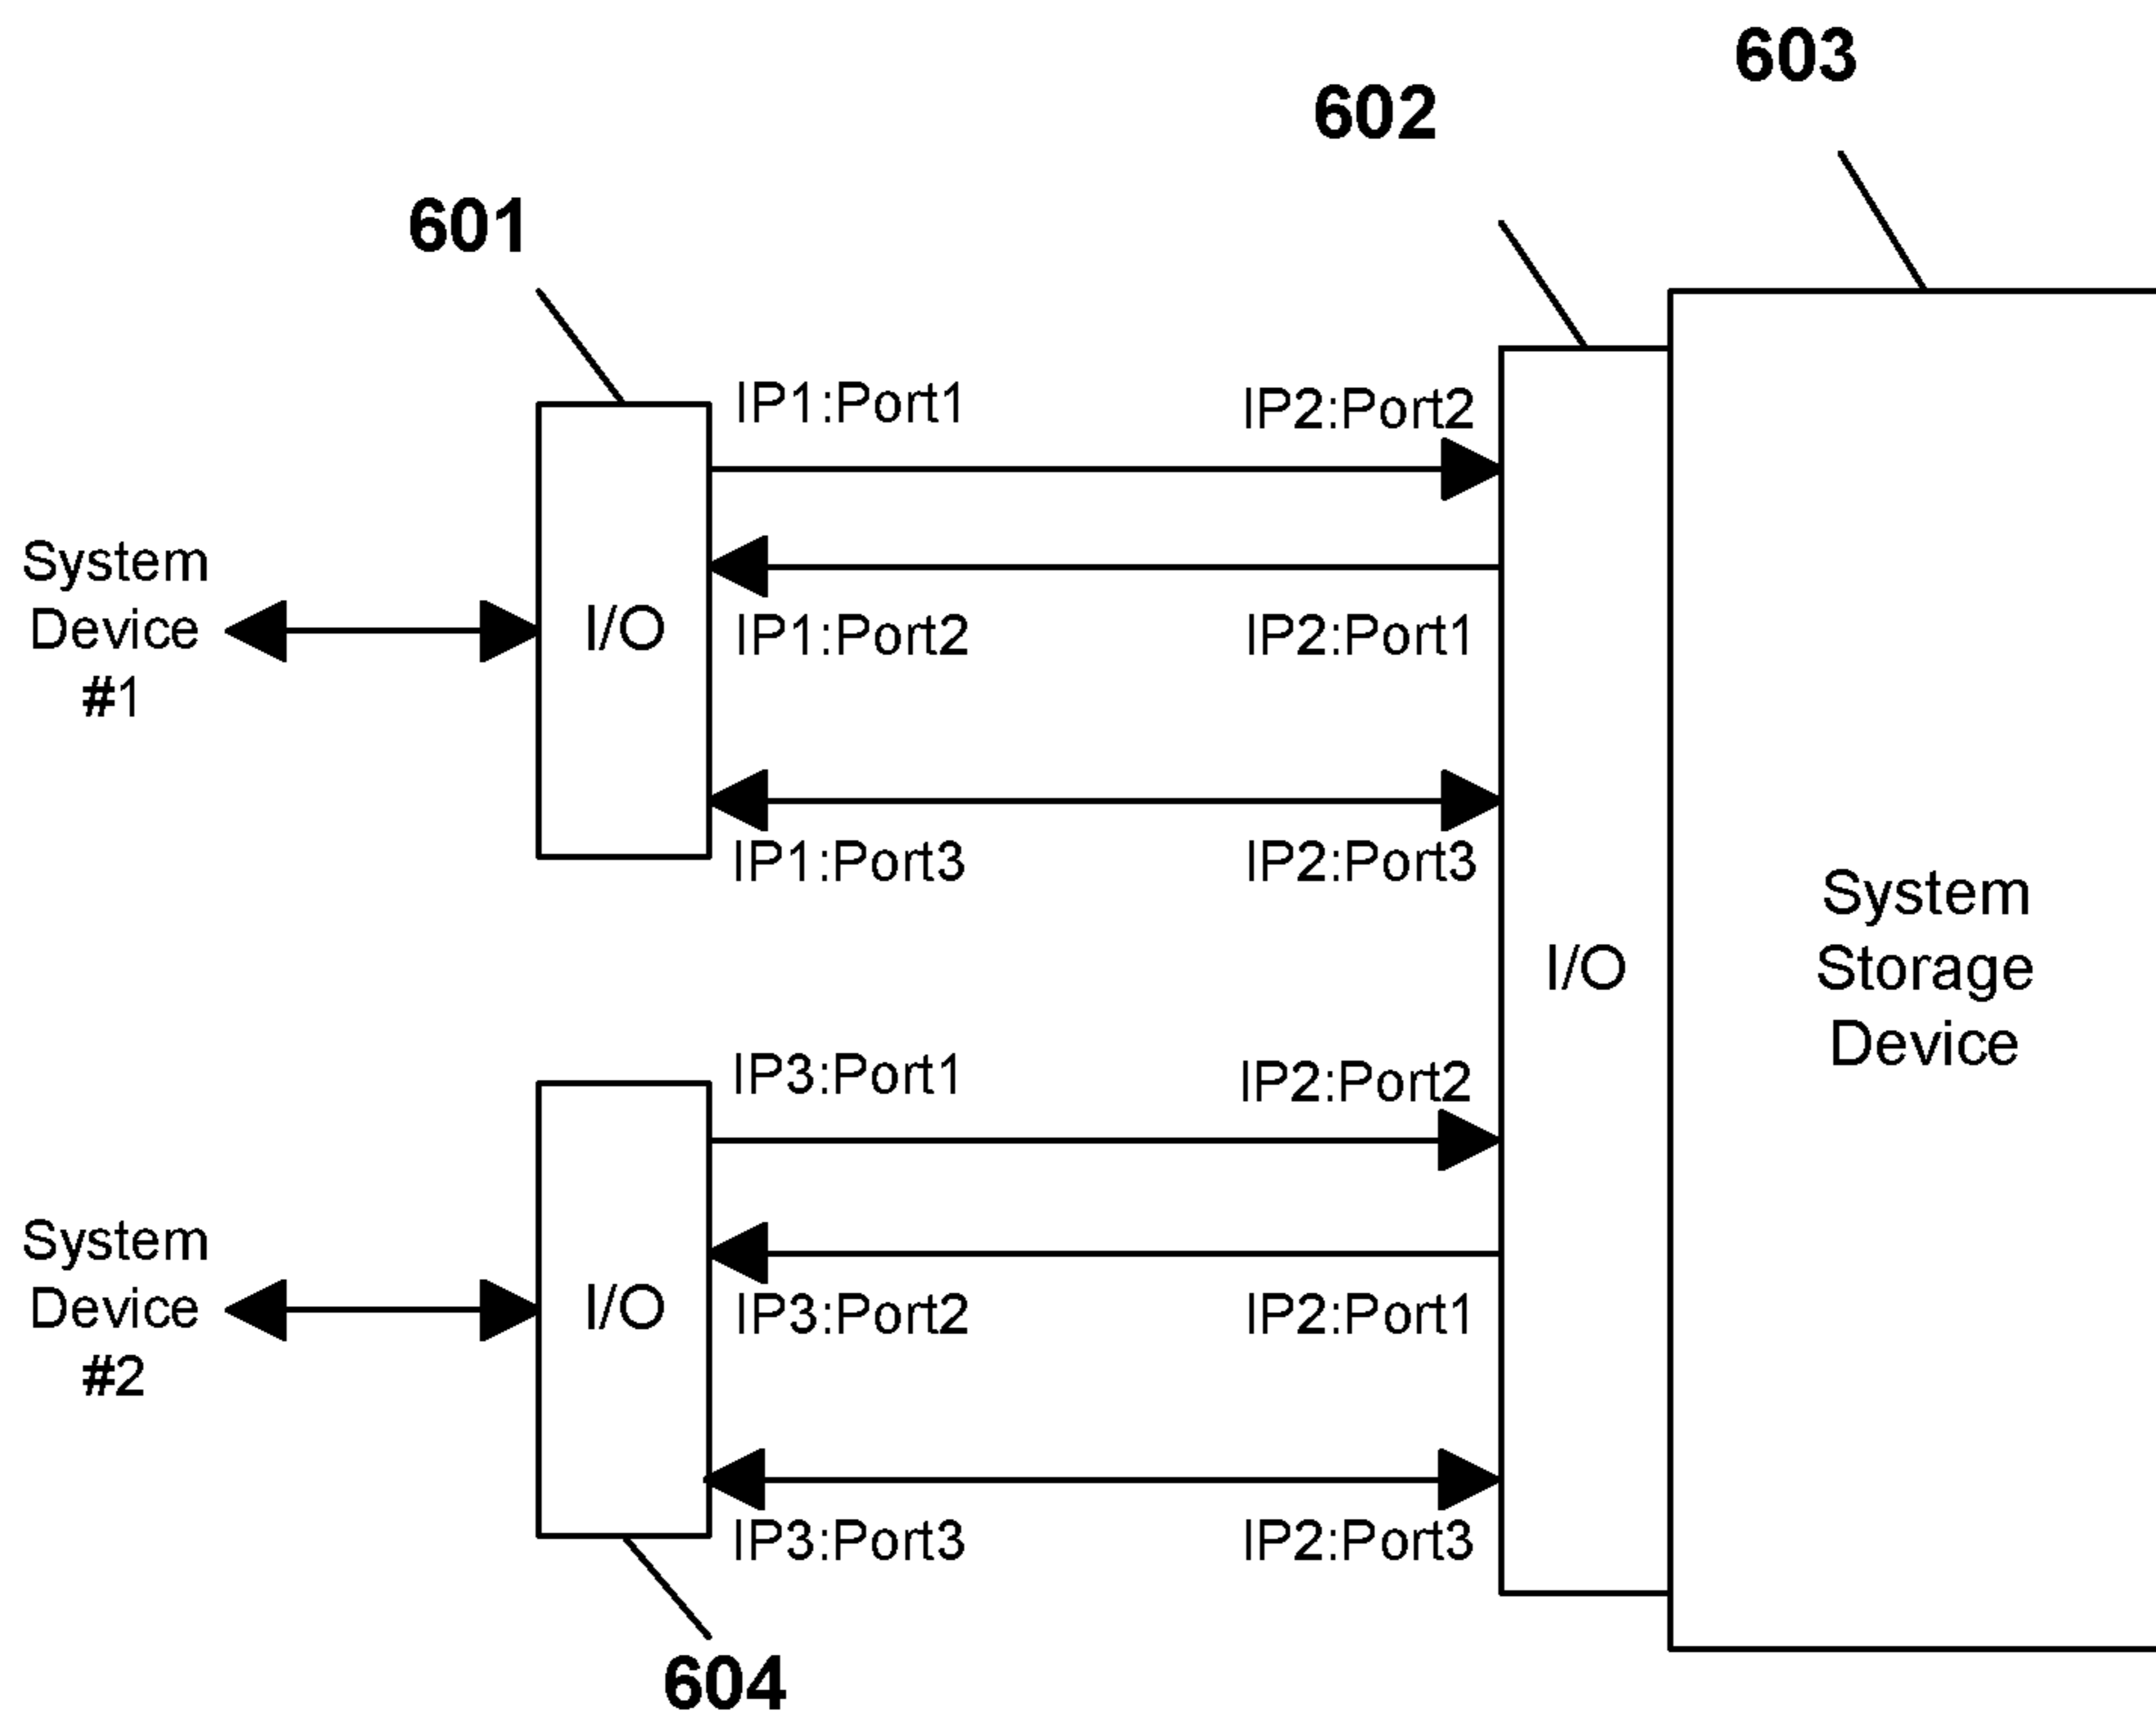 603
602
601
IP1:Port1
IP2:Port2
System
Device
#1
I/O
IP1:Port2
IP2:Port1
IP1:Port3
IP2:Port3
System
Storage
Device
I/O
IP3:Port1
IP2:Port2
System
Device
#2
I/O
IP3:Port2
IP2:Port1
IP3:Port3
IP2:Port3
604